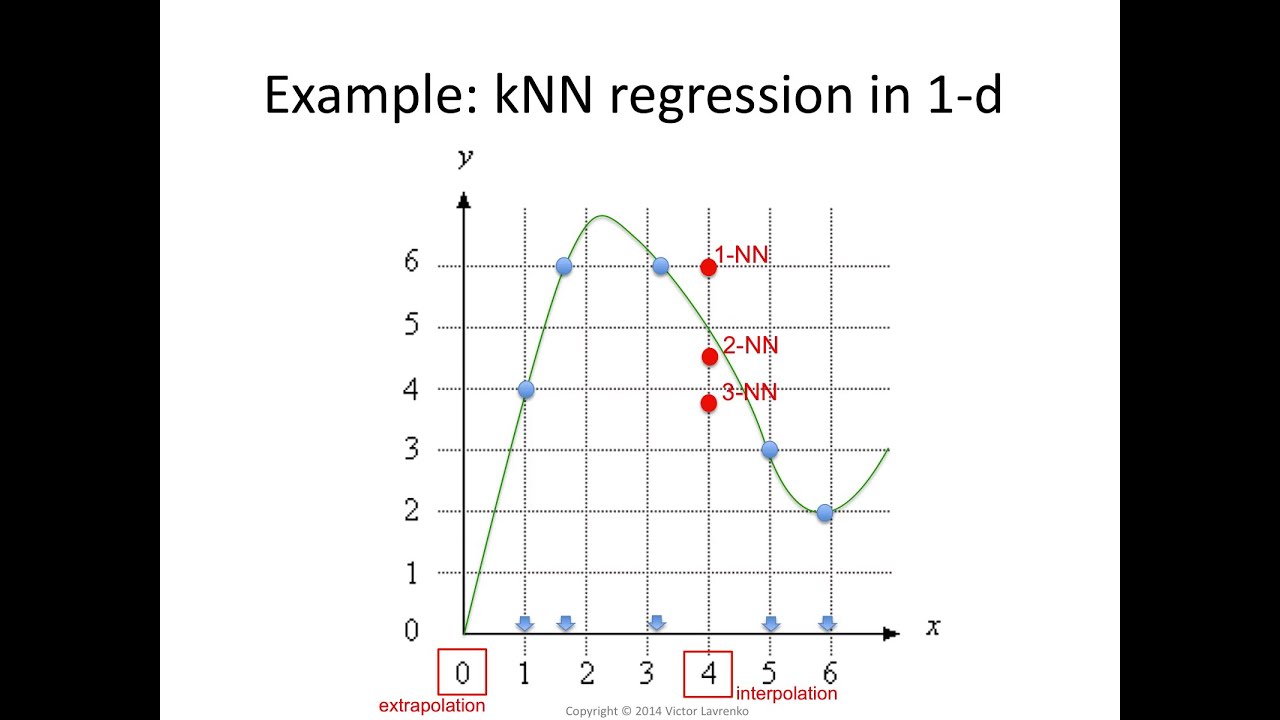 Example: kNN regression in 1-d
y
6
1-NN
5
2-NN
4
3-NN
3
2
1
0
x
0 1 2 3 4 5 6
extrapolation
interpolation
Copyright © 2014 Victor Lavrenko